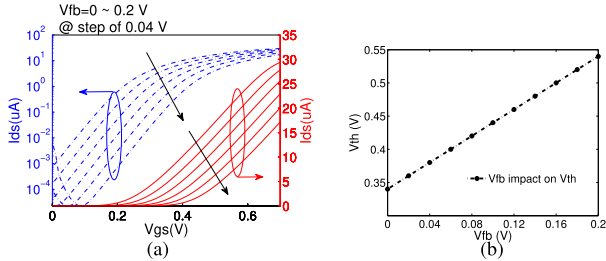 Vfb=0 ~ 0.2 V
@ step of 0.04 V
Ids(uA)
10^2
10^1
10^0
10^-1
10^-2
10^-3
10^-4
0 0.2 0.4 0.6
Vgs(V)
35
30
25
20
15
10
5
0
Ids(uA)
(a)
Vth (V)
0.55
0.5
0.45
0.4
0.35
Vfb impact on Vth
0 0.04 0.08 0.12 0.16 0.2
Vfb (V)
(b)